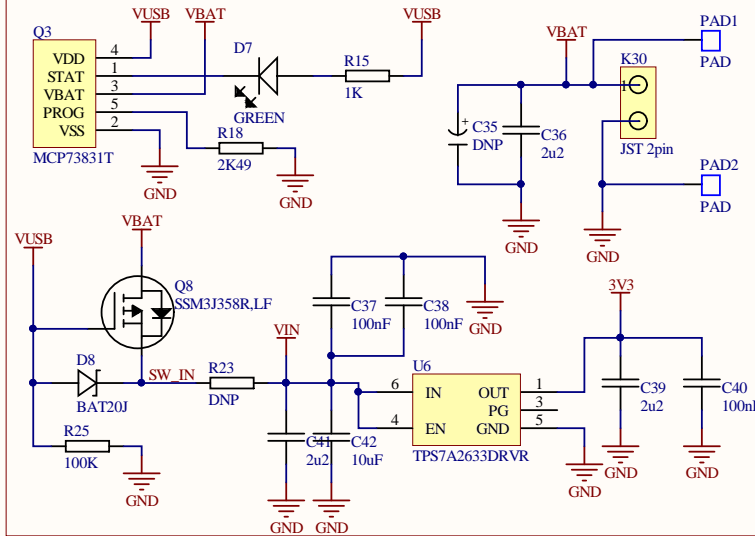 Q3
VUSB
VBAT
VUSB
VDD
4
STAT
1
VBAT
3
PROG
5
VSS
2
MCP73831T
D7
GREEN
R15
1K
R18
2K49
GND
GND
VBAT
PAD1
PAD
K30
1
JST 2pin
C35
DNP
+
C36
2u2
PAD2
PAD
GND
GND
VUSB
VBAT
Q8
SSM3J358R,LF
D8
BAT20J
SW_IN
R23
DNP
R25
100K
GND
VIN
C37
100nF
C38
100nF
GND
C41
2u2
C42
10uF
GND
GND
U6
6
IN
OUT
1
PG
3
4
EN
GND
5
TPS7A2633DRVR
GND
3V3
C39
2u2
C40
100n
GND
GND